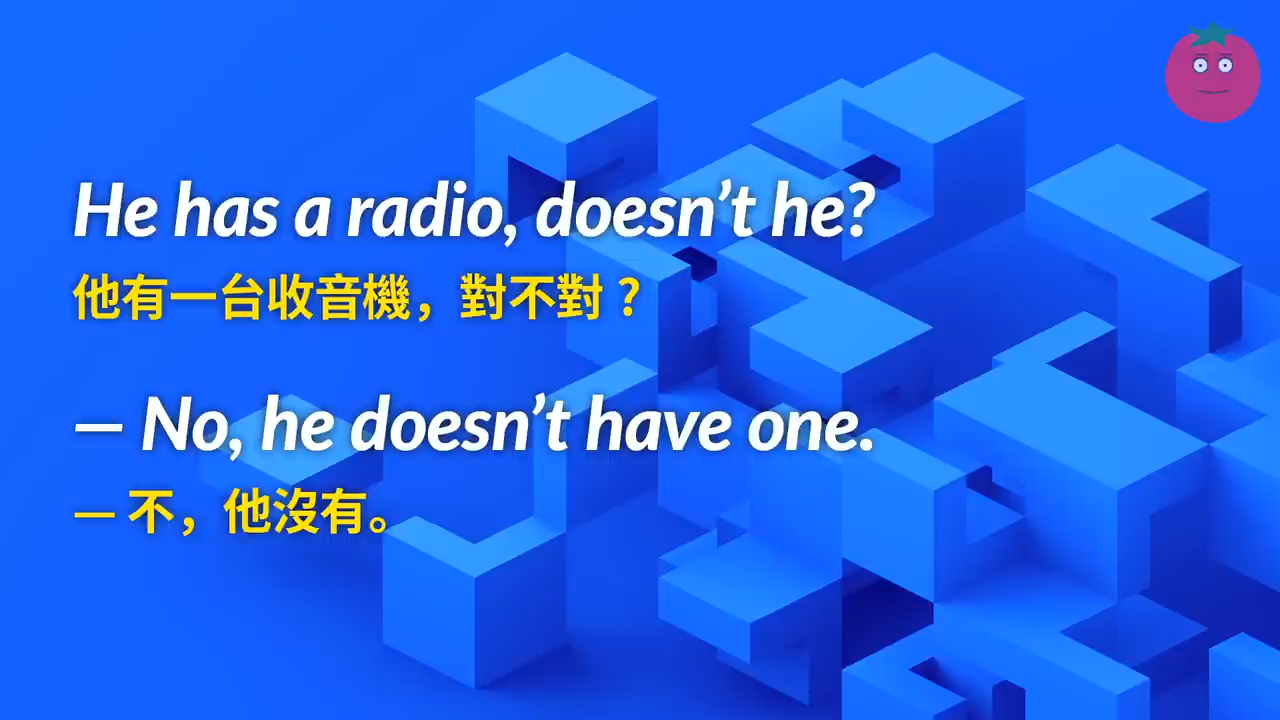 He has a radio, doesn’t he?
他有一台收音機，對不對？
— No, he doesn’t have one.
— 不，他沒有。